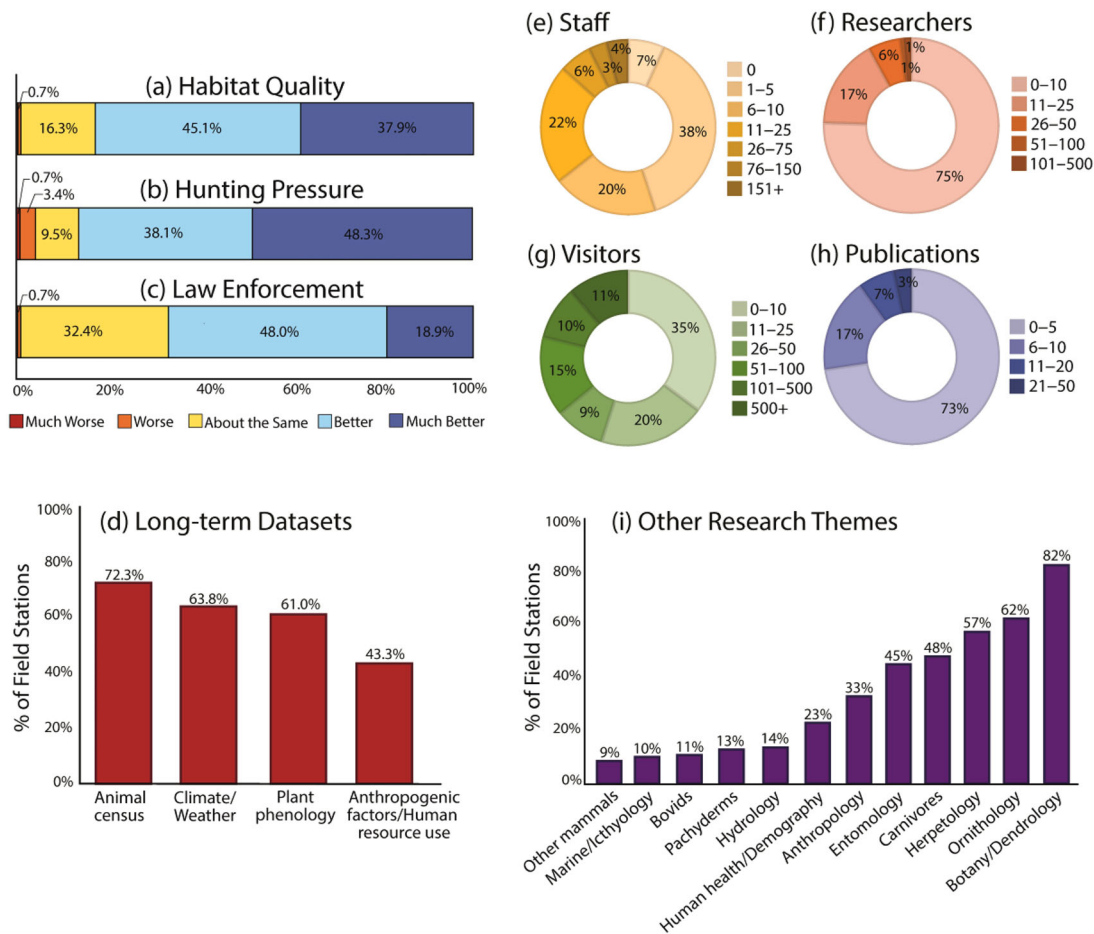 (a) Habitat Quality
0.7%
16.3%
45.1%
37.9%
(b) Hunting Pressure
0.7%
3.4%
9.5%
38.1%
48.3%
(c) Law Enforcement
0.7%
32.4%
48.0%
18.9%
0%
20%
40%
60%
80%
100%
Much Worse
Worse
About the Same
Better
Much Better
(e) Staff
7%
38%
20%
22%
6%
3%
4%
0
1–5
6–10
11–25
26–75
76–150
151+
(f) Researchers
75%
17%
6%
1%
1%
0–10
11–25
26–50
51–100
101–500
(g) Visitors
35%
20%
9%
15%
10%
11%
0–10
11–25
26–50
51–100
101–500
500+
(h) Publications
73%
17%
7%
3%
0–5
6–10
11–20
21–50
(d) Long-term Datasets
% of Field Stations
100%
80%
60%
40%
20%
0%
72.3%
63.8%
61.0%
43.3%
Animal
census
Climate/
Weather
Plant
phenology
Anthropogenic
factors/Human
resource use
(i) Other Research Themes
% of Field Stations
100%
80%
60%
40%
20%
0%
9%
10%
11%
13%
14%
23%
33%
45%
48%
57%
62%
82%
Other mammals
Marine/Icthyology
Bovids
Pachyderms
Hydrology
Human health/Demography
Anthropology
Entomology
Carnivores
Herpetology
Ornithology
Botany/Dendrology